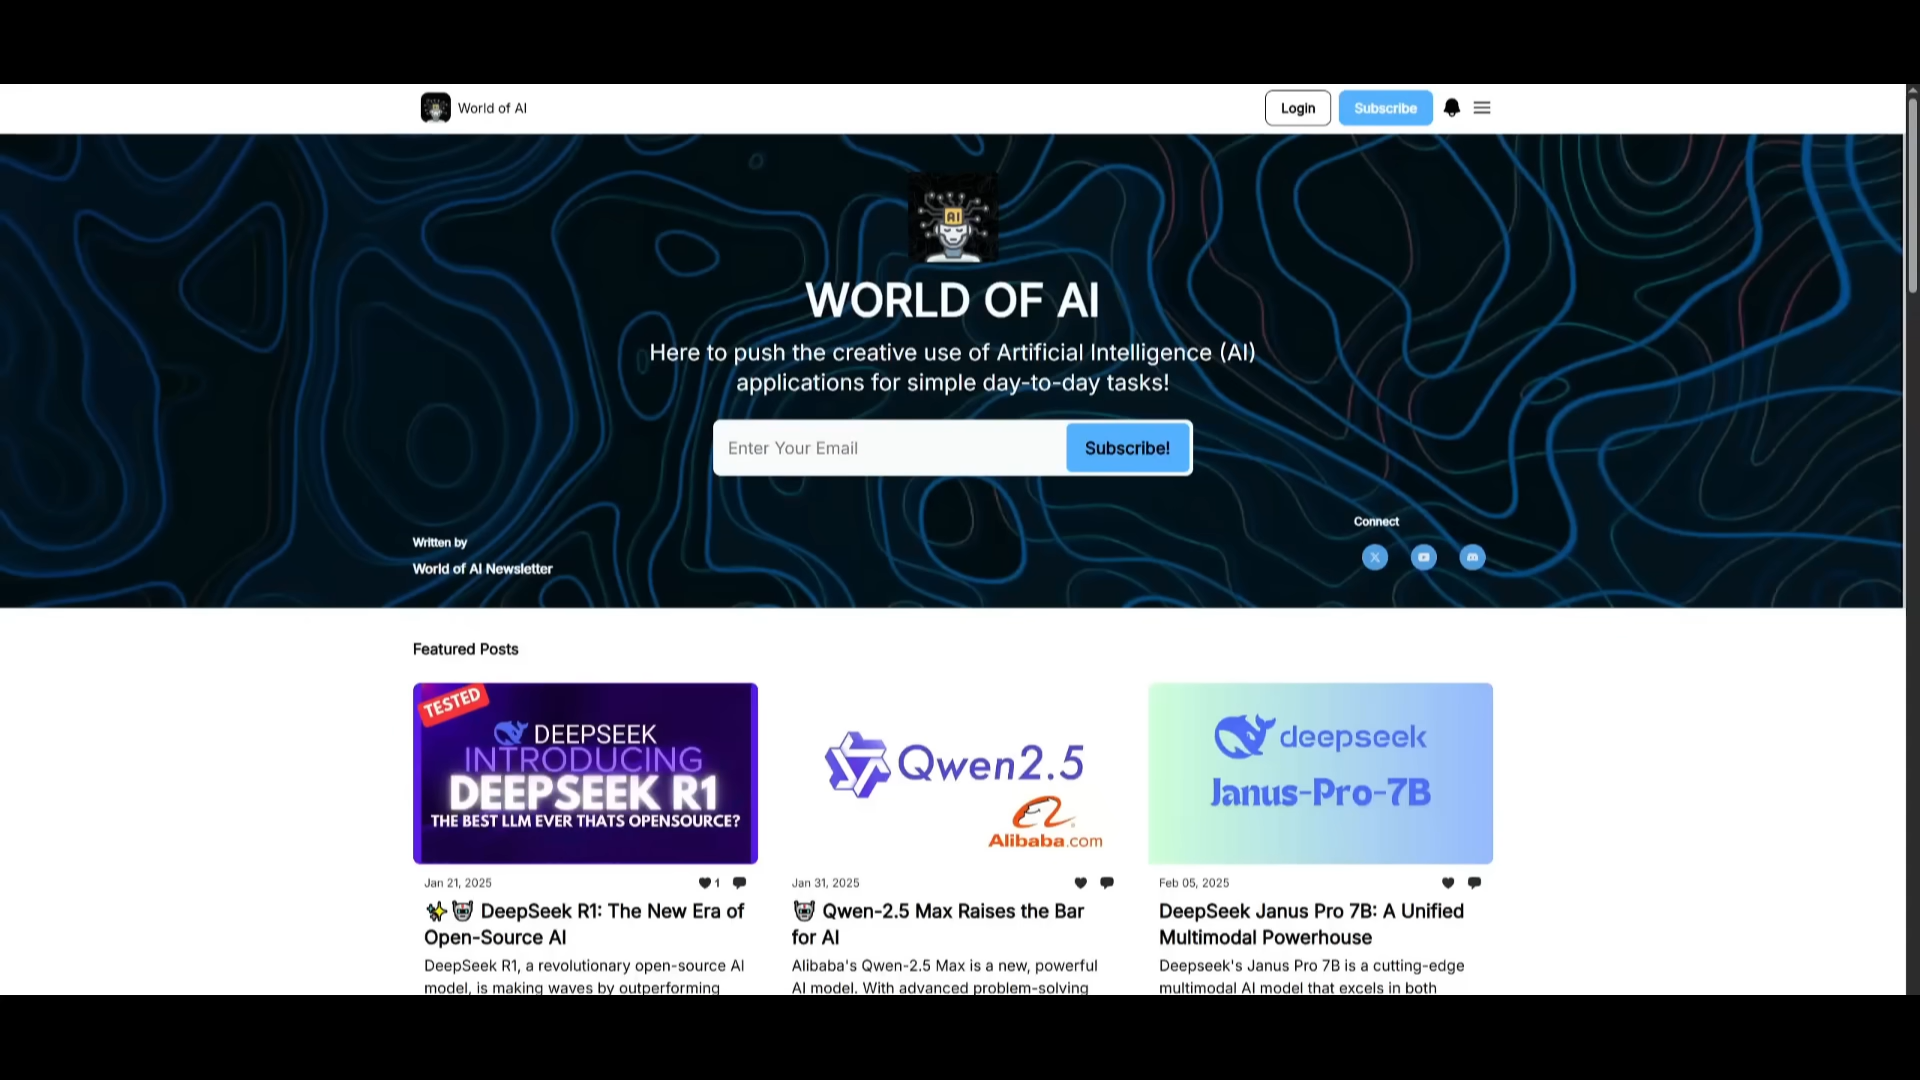 World of AI
Login
Subscribe
AI
WORLD OF AI
Here to push the creative use of Artificial Intelligence (AI)
applications for simple day-to-day tasks!
Enter Your Email
Subscribe!
Connect
Written by
World of AI Newsletter
Featured Posts
TESTED
DEEPSEEK
INTRODUCING
DEEPSEEK R1
THE BEST LLM EVER THATS OPENSOURCE?
Jan 21, 2025
1
DeepSeek R1: The New Era of
Open-Source AI
DeepSeek R1, a revolutionary open-source AI
model, is making waves by outperforming
Qwen2.5
Alibaba.com
Jan 31, 2025
Qwen-2.5 Max Raises the Bar
for AI
Alibaba's Qwen-2.5 Max is a new, powerful
AI model. With advanced problem-solving
deepseek
Janus-Pro-7B
Feb 05, 2025
DeepSeek Janus Pro 7B: A Unified
Multimodal Powerhouse
Deepseek's Janus Pro 7B is a cutting-edge
multimodal AI model that excels in both